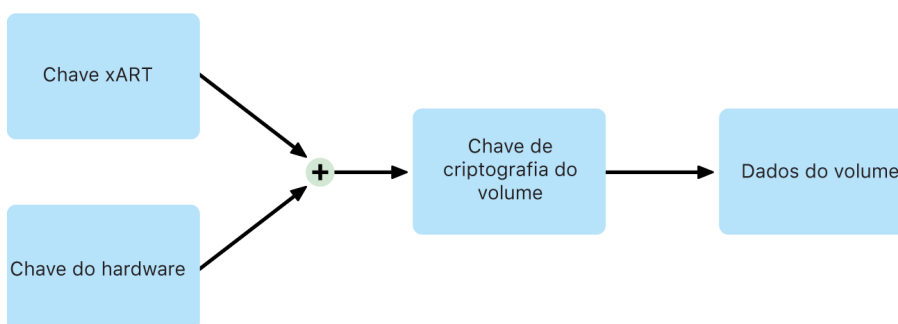 Chave xART
Chave do hardware
+
Chave de
criptografia do
volume
Dados do volume